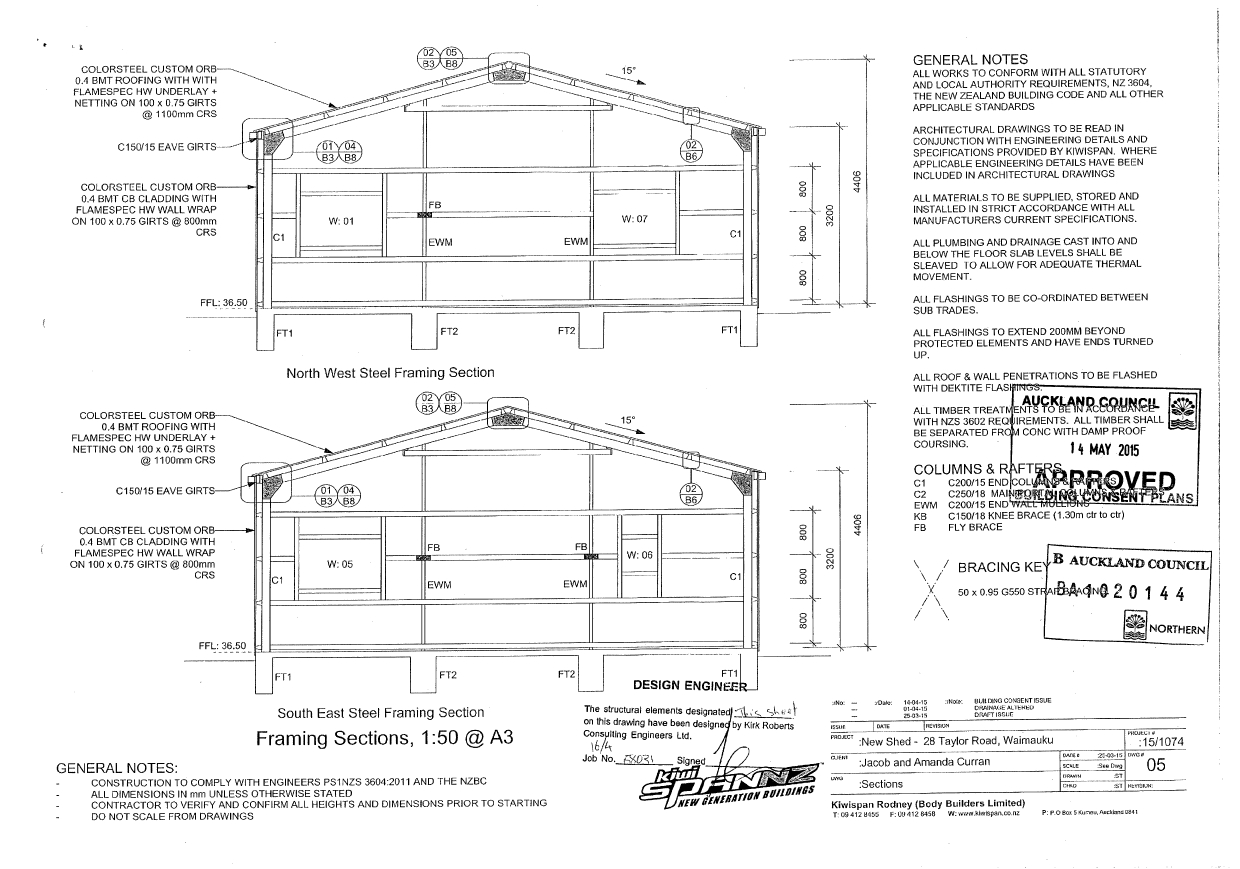 02 05
B3 B8
15°
COLORSTEEL CUSTOM ORB
0.4 BMT ROOFING WITH WITH
FLAMESPEC HW UNDERLAY +
NETTING ON 100 x 0.75 GIRTS
@ 1100mm CRS
C150/15 EAVE GIRTS
01 04
B3 B8
02
B6
COLORSTEEL CUSTOM ORB
0.4 BMT CB CLADDING WITH
FLAMESPEC HW WALL WRAP
ON 100 x 0.75 GIRTS @ 800mm
CRS
W: 01
FB
W: 07
C1
EWM
EWM
C1
800
800
800
3200
4406
FFL: 36.50
FT1
FT2
FT2
FT1
North West Steel Framing Section
02 05
B3 B8
15°
COLORSTEEL CUSTOM ORB
0.4 BMT ROOFING WITH
FLAMESPEC HW UNDERLAY +
NETTING ON 100 x 0.75 GIRTS
@ 1100mm CRS
C150/15 EAVE GIRTS
01 04
B3 B8
02
B6
COLORSTEEL CUSTOM ORB
0.4 BMT CB CLADDING WITH
FLAMESPEC HW WALL WRAP
ON 100 x 0.75 GIRTS @ 800mm
CRS
W: 05
FB
FB
W: 06
C1
EWM
EWM
C1
800
800
800
3200
4406
FFL: 36.50
FT1
FT2
FT2
FT1
South East Steel Framing Section
Framing Sections, 1:50 @ A3
GENERAL NOTES:
- CONSTRUCTION TO COMPLY WITH ENGINEERS PS1NZS 3604:2011 AND THE NZBC
- ALL DIMENSIONS IN mm UNLESS OTHERWISE STATED
- CONTRACTOR TO VERIFY AND CONFIRM ALL HEIGHTS AND DIMENSIONS PRIOR TO STARTING
- DO NOT SCALE FROM DRAWINGS
DESIGN ENGINEER
The structural elements designated This sheet
on this drawing have been designed by Kirk Roberts
Consulting Engineers Ltd.
16/4
Job No. Signed
kiwi
SPANNZ
NEW GENERATION BUILDINGS
GENERAL NOTES
ALL WORKS TO CONFORM WITH ALL STATUTORY
AND LOCAL AUTHORITY REQUIREMENTS, NZ 3604,
THE NEW ZEALAND BUILDING CODE AND ALL OTHER
APPLICABLE STANDARDS
ARCHITECTURAL DRAWINGS TO BE READ IN
CONJUNCTION WITH ENGINEERING DETAILS AND
SPECIFICATIONS PROVIDED BY KIWISPAN. WHERE
APPLICABLE ENGINEERING DETAILS HAVE BEEN
INCLUDED IN ARCHITECTURAL DRAWINGS
ALL MATERIALS TO BE SUPPLIED, STORED AND
INSTALLED IN STRICT ACCORDANCE WITH ALL
MANUFACTURERS CURRENT SPECIFICATIONS.
ALL PLUMBING AND DRAINAGE CAST INTO AND
BELOW THE FLOOR SLAB LEVELS SHALL BE
SLEAVED TO ALLOW FOR ADEQUATE THERMAL
MOVEMENT.
ALL FLASHINGS TO BE CO-ORDINATED BETWEEN
SUB TRADES.
ALL FLASHINGS TO EXTEND 200MM BEYOND
PROTECTED ELEMENTS AND HAVE ENDS TURNED
UP.
ALL ROOF & WALL PENETRATIONS TO BE FLASHED
WITH DEKTITE FLASHINGS.
ALL TIMBER TREATMENTS TO BE IN ACCORDANCE
WITH NZS 3602 REQUIREMENTS. ALL TIMBER SHALL
BE SEPARATED FROM CONC WITH DAMP PROOF
COURSING.
AUCKLAND COUNCIL
14 MAY 2015
APPROVED
BUILDING CONSENT PLANS
COLUMNS & RAFTERS
C1 C200/15 END COLUMNS & RAFTERS
C2 C250/18 MAIN PORTAL COLUMNS & RAFTERS
EWM C200/15 END WALL MULLIONS
KB C150/18 KNEE BRACE (1.30m ctr to ctr)
FB FLY BRACE
BRACING KEY
50 x 0.95 G550 STRAP BRACING
B AUCKLAND COUNCIL
BA1020144
NORTHERN
:No: — :Date: 14-04-15 :Note: BUILDING CONSENT ISSUE
— 01-04-15 DRAINAGE ALTERED
— 25-03-15 DRAFT ISSUE
ISSUE DATE REVISION
PROJECT :New Shed - 28 Taylor Road, Waimauku
PROJECT # :15/1074
CLIENT :Jacob and Amanda Curran
DATE # :25-03-15
SCALE :See Dwg
DWG # 05
DWG :Sections
DRAWN :ST
CHKD :ST
REVISION:
Kiwispan Rodney (Body Builders Limited)
T: 09 412 8455 F: 09 412 8458 W: www.kiwispan.co.nz P: P.O Box 5 Kumeu, Auckland 0841